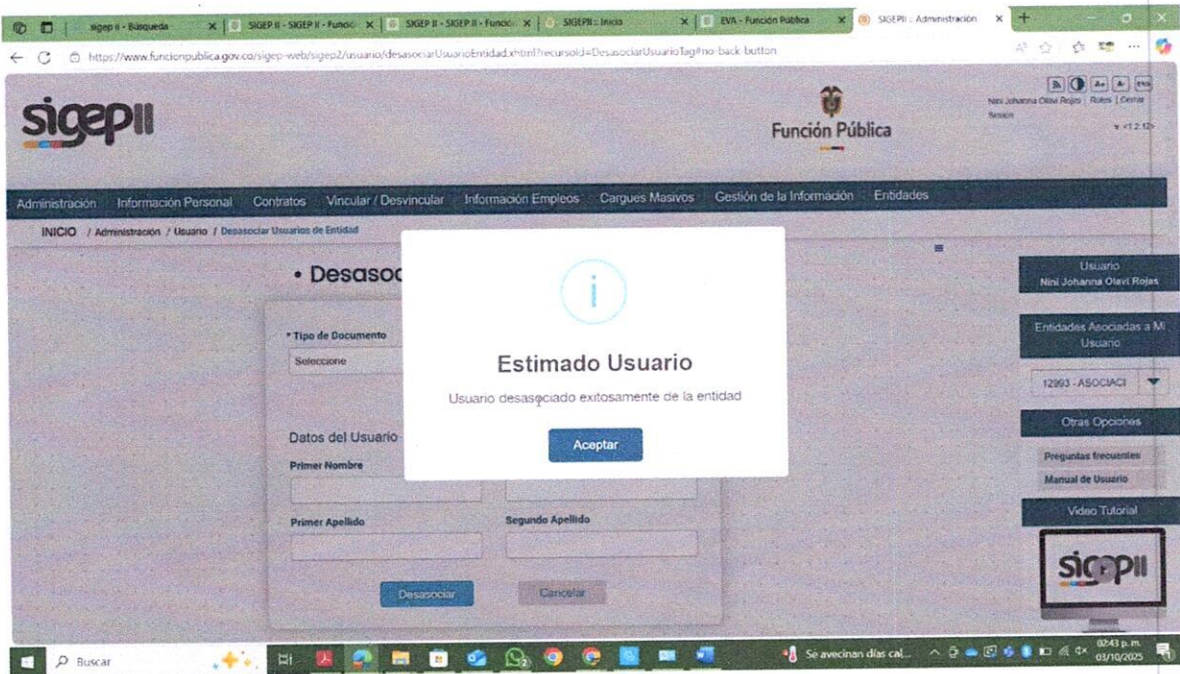 sigep ii - Búsqueda
SIGEP II - SIGEP II - Funció
SIGEP II - SIGEP II - Funció
SIGEPII :: Inicio
EVA - Función Pública
SIGEPII :: Administración
https://www.funcionpublica.gov.co/sigep-web/sigep2/usuario/desasociarUsuarioEntidad.xhtml?recursoId=DesasociarUsuarioTag#no-back-button
sigepII
Función Pública
A+ A-
Nini Johanna Olavi Rojas | Roles | Cerrar
Sesión
Administración Información Personal Contratos Vincular / Desvincular Información Empleos Cargues Masivos Gestión de la Información Entidades
INICIO / Administración / Usuario / Desasociar Usuarios de Entidad
• Desasoc
* Tipo de Documento
Seleccione
Datos del Usuario
Primer Nombre
Primer Apellido
Segundo Apellido
Desasociar
Cancelar
i
Estimado Usuario
Usuario desasociado exitosamente de la entidad
Aceptar
Usuario
Nini Johanna Olavi Rojas
Entidades Asociadas a Mi
Usuario
12993 - ASOCIACI
Otras Opciones
Preguntas frecuentes
Manual de Usuario
Video Tutorial
sigepII
Buscar
Se avecinan días cal...
02:43 p. m.
03/10/2025